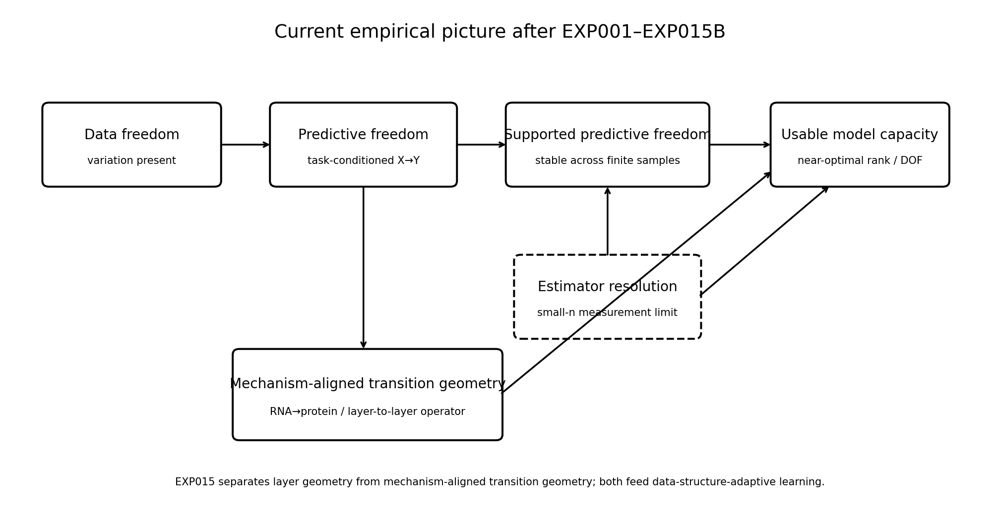 Current empirical picture after EXP001–EXP015B
Data freedom
variation present
Predictive freedom
task-conditioned X→Y
Supported predictive freedom
stable across finite samples
Usable model capacity
near-optimal rank / DOF
Estimator resolution
small-n measurement limit
Mechanism-aligned transition geometry
RNA→protein / layer-to-layer operator
EXP015 separates layer geometry from mechanism-aligned transition geometry; both feed data-structure-adaptive learning.